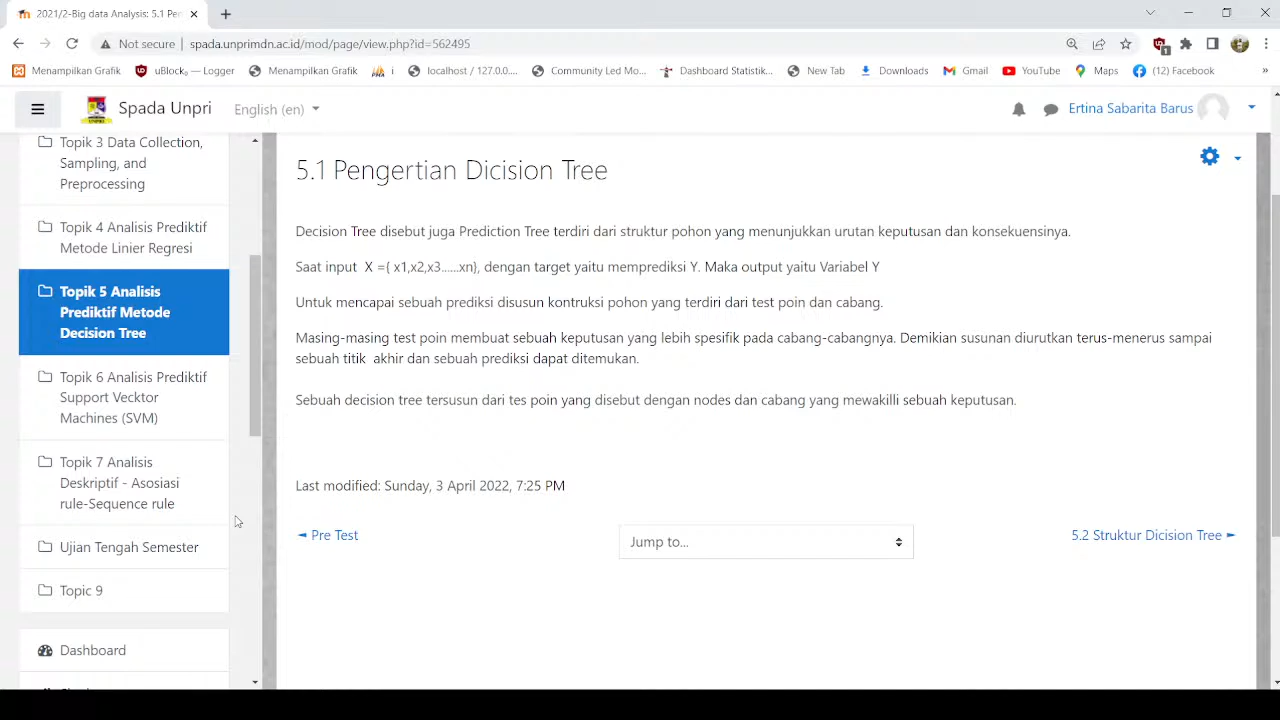 2021/2-Big data Analysis: 5.1 Per
Not secure
spada.unprimdn.ac.id/mod/page/view.php?id=562495
Menampilkan Grafik
uBlock₀ — Logger
Menampilkan Grafik
i
localhost / 127.0.0....
Community Led Mo...
Dashboard Statistik...
New Tab
Downloads
Gmail
YouTube
Maps
(12) Facebook
»
Spada Unpri
English (en)
Ertina Sabarita Barus
Topik 3 Data Collection,
Sampling, and
Preprocessing
Topik 4 Analisis Prediktif
Metode Linier Regresi
Topik 5 Analisis
Prediktif Metode
Decision Tree
Topik 6 Analisis Prediktif
Support Vecktor
Machines (SVM)
Topik 7 Analisis
Deskriptif - Asosiasi
rule-Sequence rule
Ujian Tengah Semester
Topic 9
Dashboard
5.1 Pengertian Dicision Tree
Decision Tree disebut juga Prediction Tree terdiri dari struktur pohon yang menunjukkan urutan keputusan dan konsekuensinya.
Saat input X ={ x1,x2,x3......xn}, dengan target yaitu memprediksi Y. Maka output yaitu Variabel Y
Untuk mencapai sebuah prediksi disusun kontruksi pohon yang terdiri dari test poin dan cabang.
Masing-masing test poin membuat sebuah keputusan yang lebih spesifik pada cabang-cabangnya. Demikian susunan diurutkan terus-menerus sampai
sebuah titik akhir dan sebuah prediksi dapat ditemukan.
Sebuah decision tree tersusun dari tes poin yang disebut dengan nodes dan cabang yang mewakilli sebuah keputusan.
Last modified: Sunday, 3 April 2022, 7:25 PM
◄ Pre Test
Jump to...
5.2 Struktur Dicision Tree ►